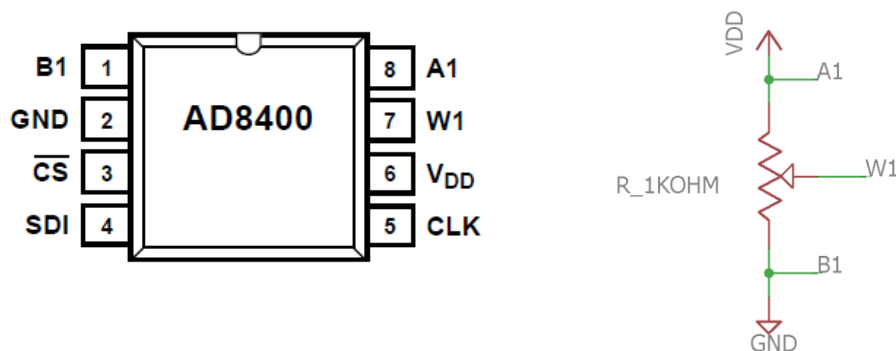 B1 1 8 A1
GND 2 AD8400 7 W1
CS 3 6 VDD
SDI 4 5 CLK
VDD
A1
R_1KOHM
W1
B1
GND